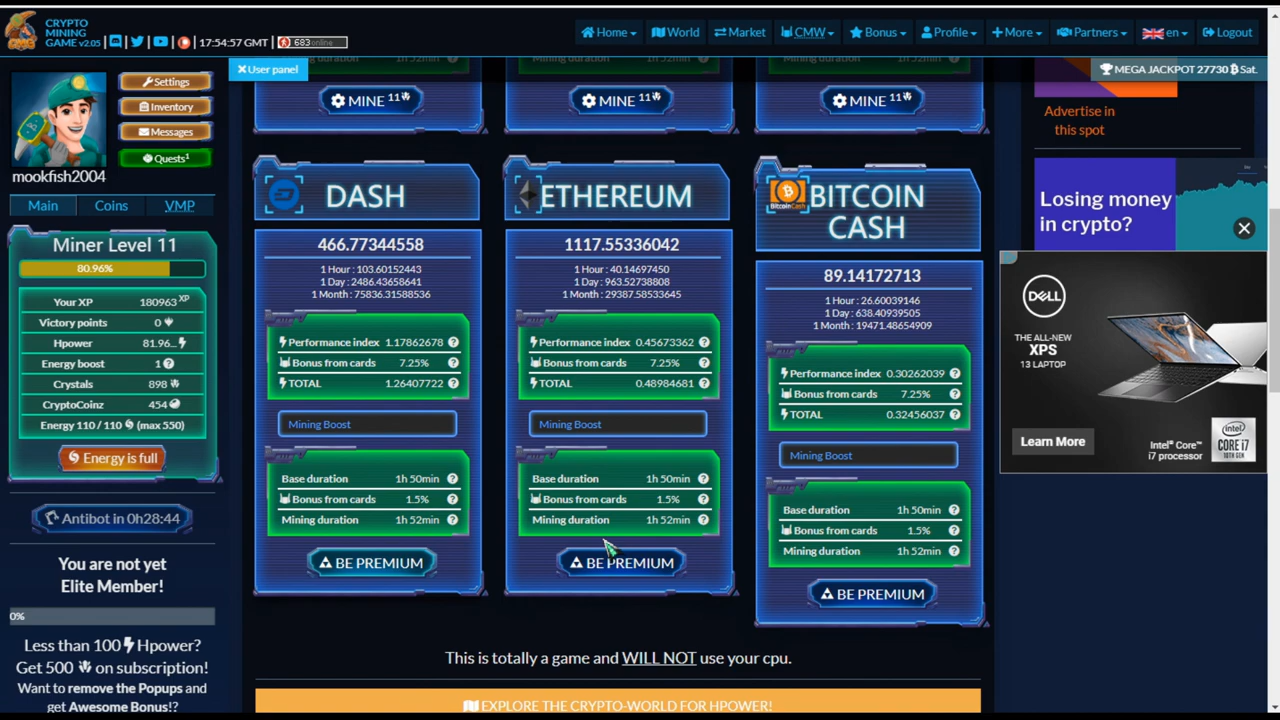 CRYPTO
MINING
GAME v2.05
17:54:57 GMT
683 online
Home
World
Market
CMW
Bonus
Profile
+ More
Partners
en
Logout
User panel
MEGA JACKPOT 27730 ₿ Sat.
Settings
Inventory
Messages
Quests1
mookfish2004
Main
Coins
VMP
Miner Level 11
80.96%
Your XP 180963 XP
Victory points 0
Hpower 81.96...
Energy boost 1
Crystals 898
CryptoCoinz 454
Energy 110 / 110 (max 550)
Energy is full
Antibot in 0h28:44
You are not yet
Elite Member!
0%
Less than 100 Hpower?
Get 500 on subscription!
Want to remove the Popups and
get Awesome Bonus!?
MINE 11
MINE 11
MINE 11
DASH
466.77344558
1 Hour : 103.60152443
1 Day : 2486.43658641
1 Month : 75836.31588536
Performance index 1.17862678
Bonus from cards 7.25%
TOTAL 1.26407722
Mining Boost
Base duration 1h 50min
Bonus from cards 1.5%
Mining duration 1h 52min
BE PREMIUM
ETHEREUM
1117.55336042
1 Hour : 40.14697450
1 Day : 963.52738808
1 Month : 29387.58533645
Performance index 0.45673362
Bonus from cards 7.25%
TOTAL 0.48984681
Mining Boost
Base duration 1h 50min
Bonus from cards 1.5%
Mining duration 1h 52min
BE PREMIUM
BitcoinCash
BITCOIN
CASH
89.14172713
1 Hour : 26.60039146
1 Day : 638.40939505
1 Month : 19471.48654909
Performance index 0.30262039
Bonus from cards 7.25%
TOTAL 0.32456037
Mining Boost
Base duration 1h 50min
Bonus from cards 1.5%
Mining duration 1h 52min
BE PREMIUM
This is totally a game and WILL NOT use your cpu.
EXPLORE THE CRYPTO-WORLD FOR HPOWER!
Advertise in
this spot
Losing money
in crypto?
DELL
THE ALL-NEW
XPS
13 LAPTOP
Learn More
Intel® Core™
i7 processor
intel
CORE i7
10TH GEN